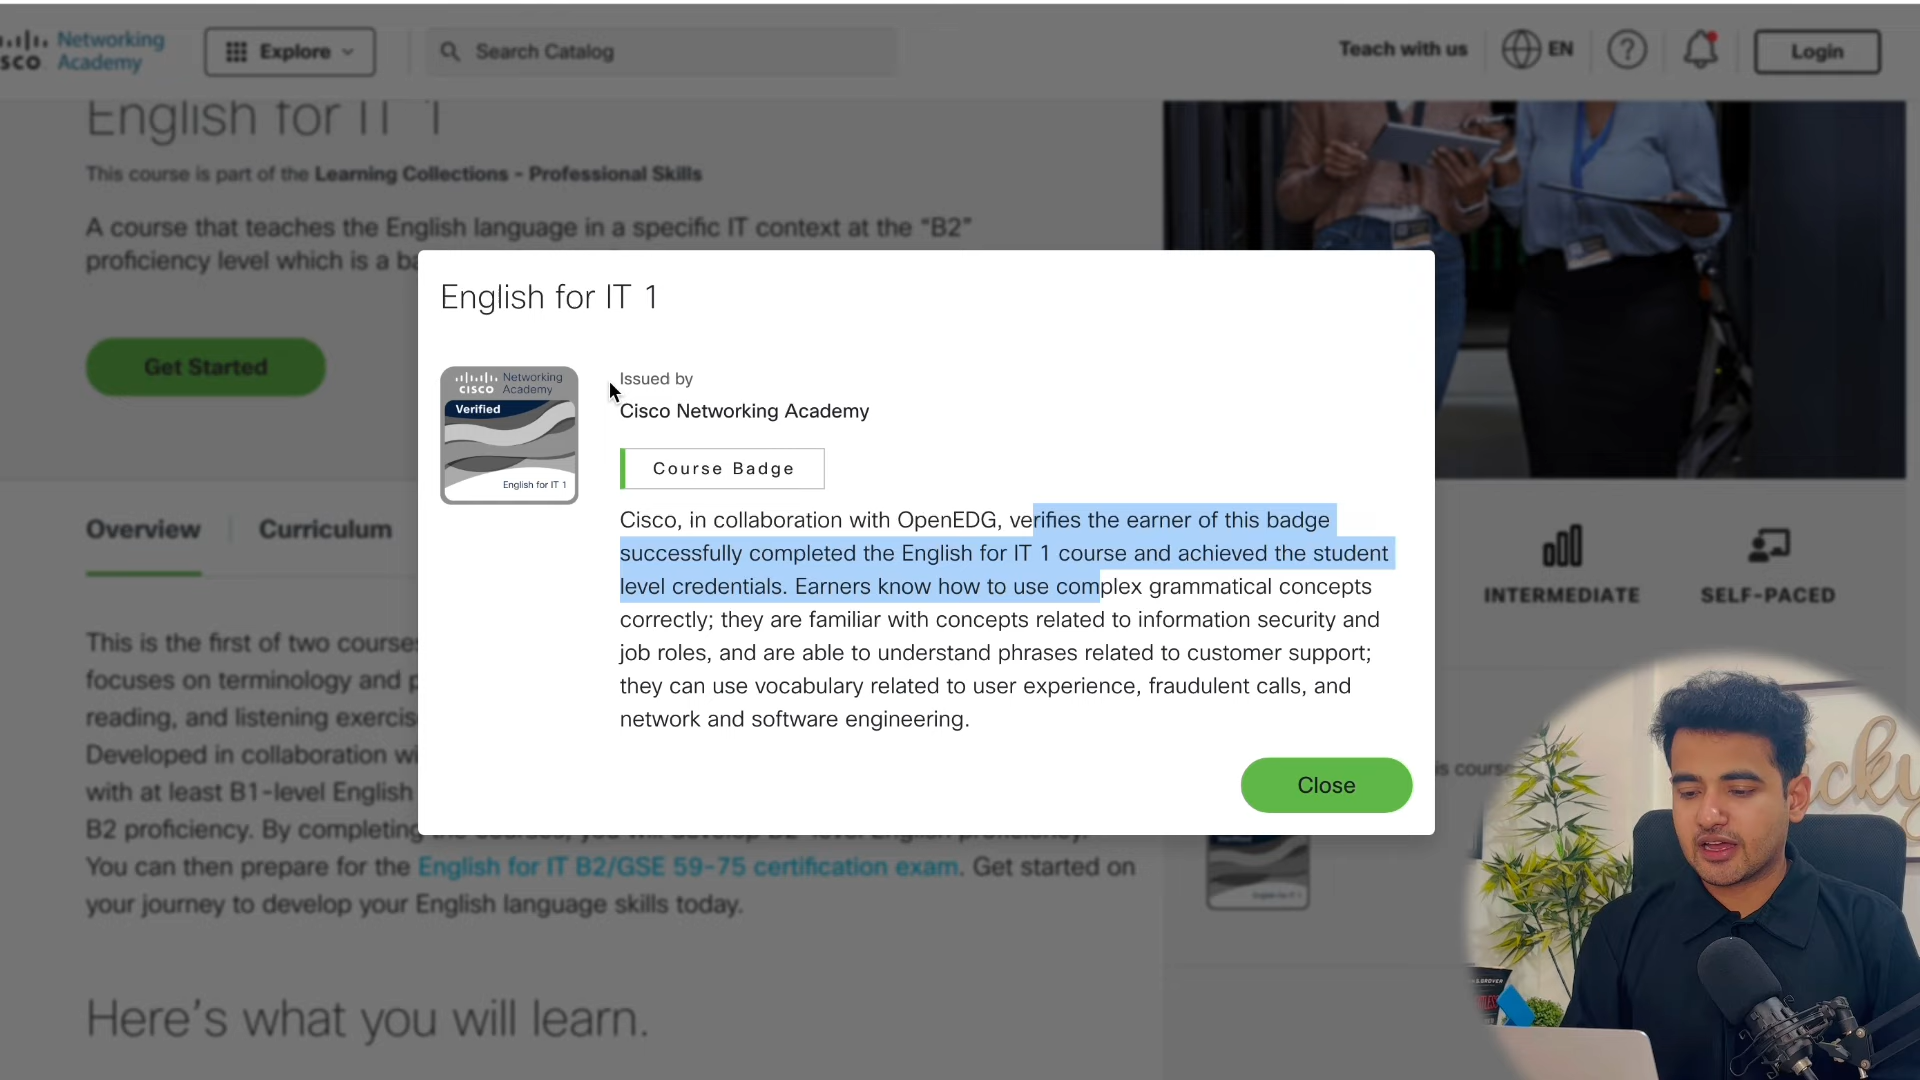 Networking
CISCO Academy
Explore
Search Catalog
Teach with us
EN
Login
English for IT 1
This course is part of the Learning Collections - Professional Skills
A course that teaches the English language in a specific IT context at the "B2"
proficiency level which is a ba
Get Started
English for IT 1
Networking
CISCO Academy
Verified
English for IT 1
Issued by
Cisco Networking Academy
Course Badge
Cisco, in collaboration with OpenEDG, verifies the earner of this badge
successfully completed the English for IT 1 course and achieved the student
level credentials. Earners know how to use complex grammatical concepts
correctly; they are familiar with concepts related to information security and
job roles, and are able to understand phrases related to customer support;
they can use vocabulary related to user experience, fraudulent calls, and
network and software engineering.
Close
Overview
Curriculum
INTERMEDIATE
SELF-PACED
This is the first of two courses
focuses on terminology and p
reading, and listening exercis
Developed in collaboration wi
with at least B1-level English
B2 proficiency. By completing
You can then prepare for the English for IT B2/GSE 59-75 certification exam. Get started on
your journey to develop your English language skills today.
is course
English for IT 1
Here's what you will learn.
icky